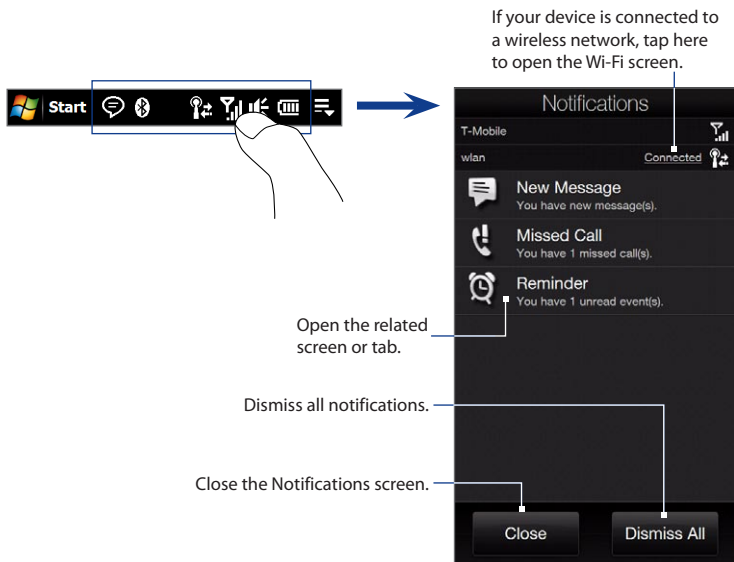 If your device is connected to
a wireless network, tap here
to open the Wi-Fi screen.
Start
Notifications
T-Mobile
wlan Connected
New Message
You have new message(s).
Missed Call
You have 1 missed call(s).
Reminder
You have 1 unread event(s).
Open the related
screen or tab.
Dismiss all notifications.
Close the Notifications screen.
Close Dismiss All